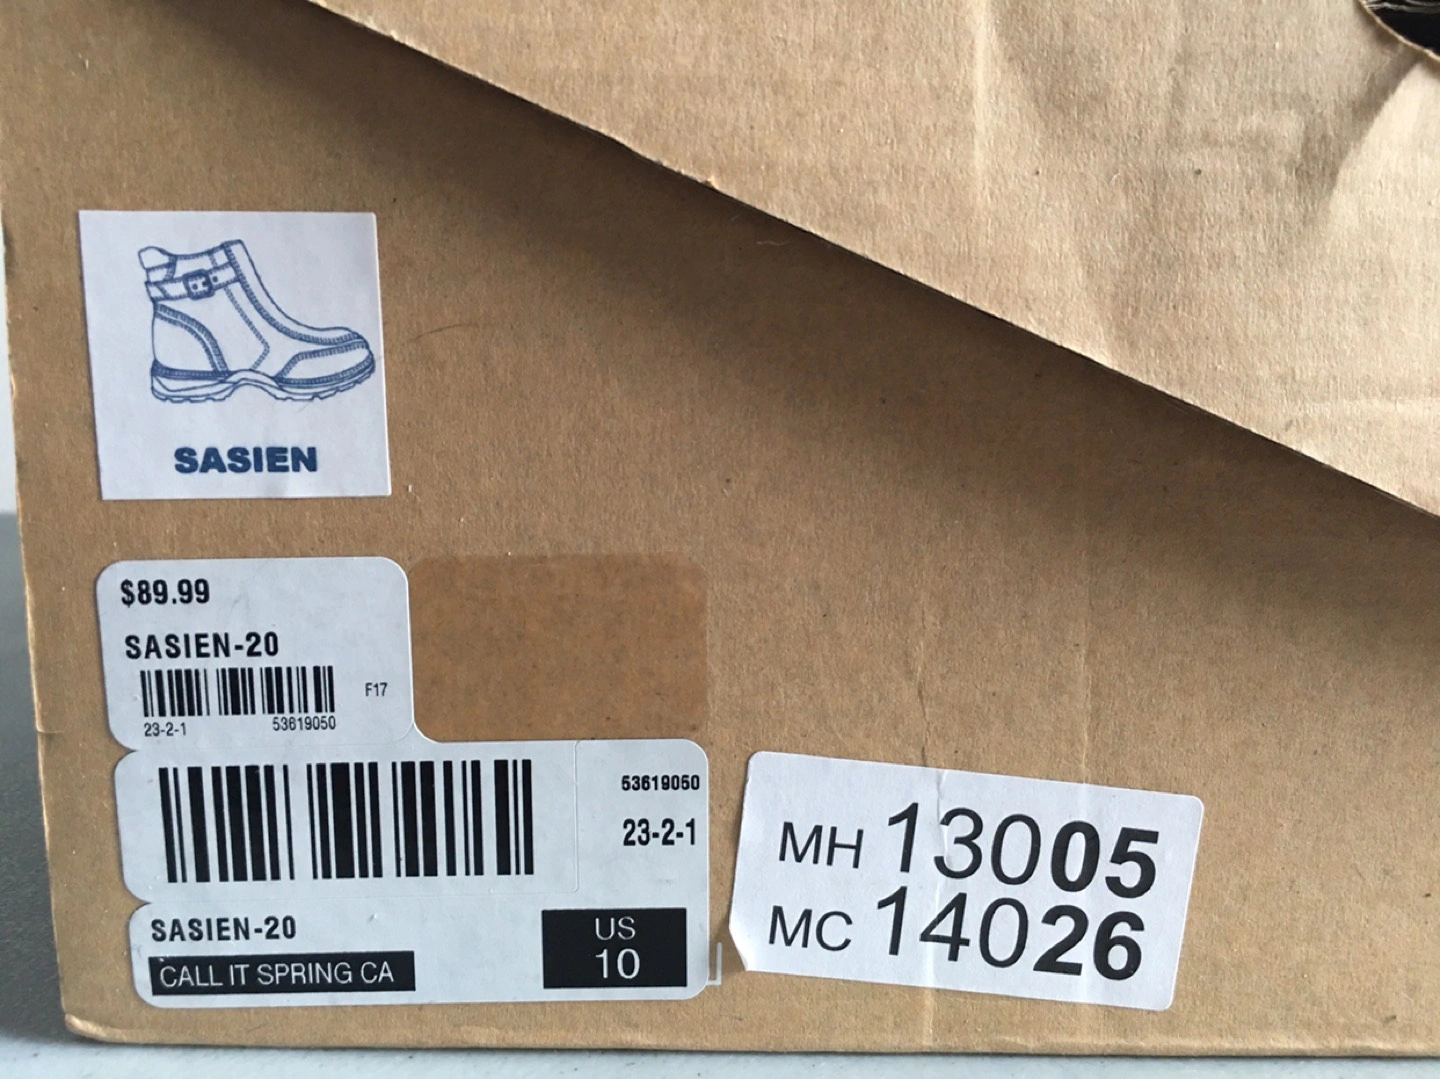 SASIEN
$89.99
SASIEN-20
F17
23-2-1 53619050
53619050
23-2-1
SASIEN-20
CALL IT SPRING CA
US
10
MH 13005
MC 14026